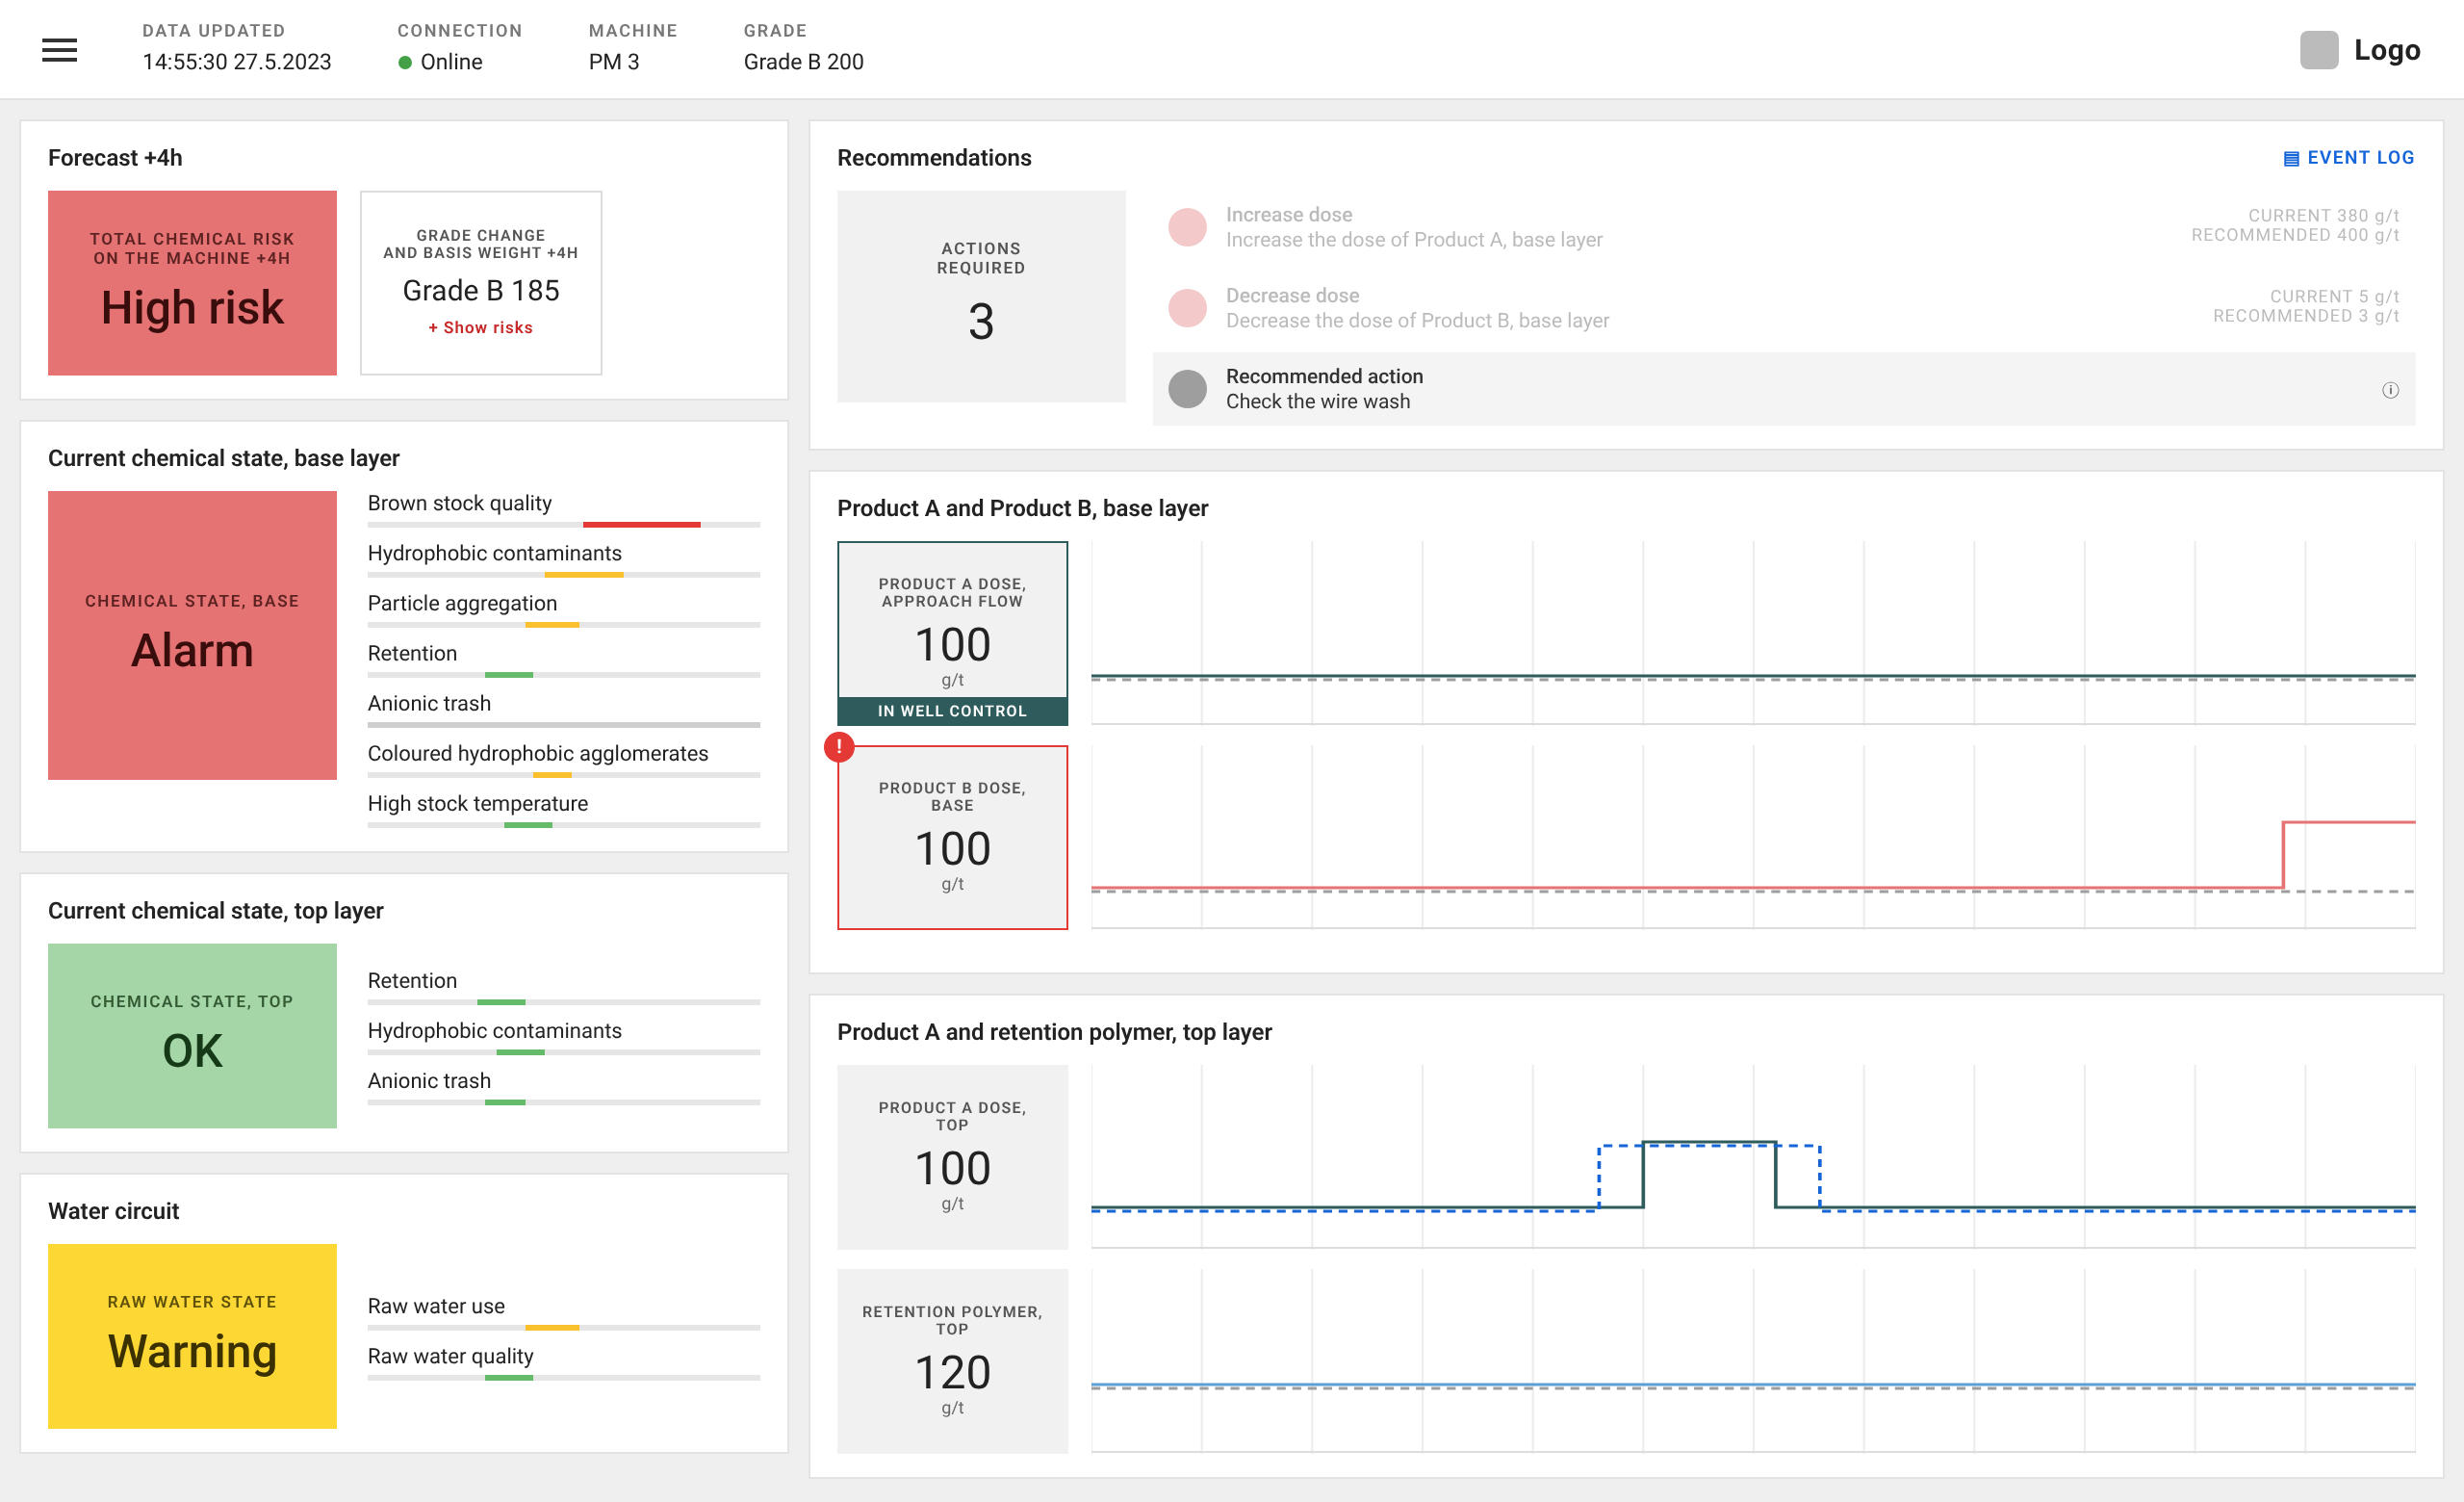 DATA UPDATED
14:55:30 27.5.2023
CONNECTION
Online
MACHINE
PM 3
GRADE
Grade B 200
Logo
Forecast +4h
TOTAL CHEMICAL RISK
ON THE MACHINE +4H
High risk
GRADE CHANGE
AND BASIS WEIGHT +4H
Grade B 185
+ Show risks
Current chemical state, base layer
CHEMICAL STATE, BASE
Alarm
Brown stock quality
Hydrophobic contaminants
Particle aggregation
Retention
Anionic trash
Coloured hydrophobic agglomerates
High stock temperature
Current chemical state, top layer
CHEMICAL STATE, TOP
OK
Retention
Hydrophobic contaminants
Anionic trash
Water circuit
RAW WATER STATE
Warning
Raw water use
Raw water quality
Recommendations
EVENT LOG
ACTIONS
REQUIRED
3
Increase dose
Increase the dose of Product A, base layer
CURRENT 380 g/t
RECOMMENDED 400 g/t
Decrease dose
Decrease the dose of Product B, base layer
CURRENT 5 g/t
RECOMMENDED 3 g/t
Recommended action
Check the wire wash
Product A and Product B, base layer
PRODUCT A DOSE,
APPROACH FLOW
100
g/t
IN WELL CONTROL
!
PRODUCT B DOSE,
BASE
100
g/t
Product A and retention polymer, top layer
PRODUCT A DOSE,
TOP
100
g/t
RETENTION POLYMER,
TOP
120
g/t